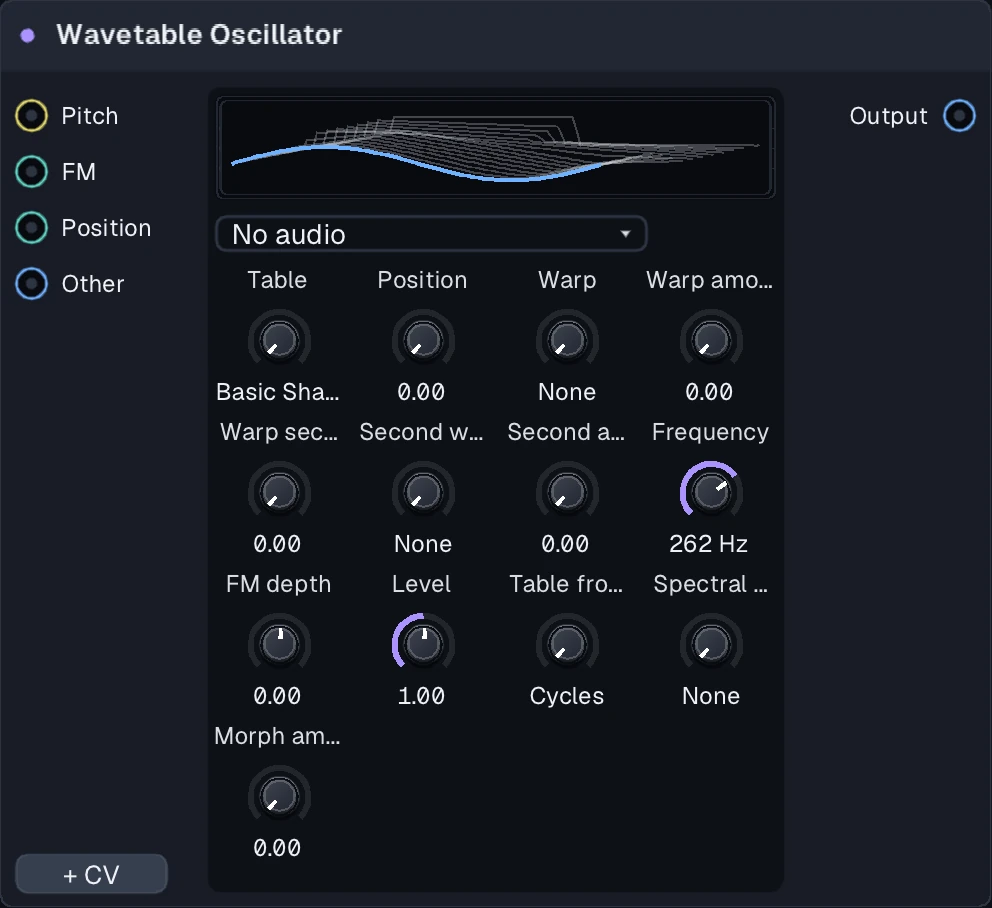 Wavetable Oscillator
Pitch
FM
Position
Other
Output
No audio
Table Position Warp Warp amo...
Basic Sha... 0.00 None 0.00
Warp sec... Second w... Second a... Frequency
0.00 None 0.00 262 Hz
FM depth Level Table fro... Spectral ...
0.00 1.00 Cycles None
Morph am...
0.00
+ CV